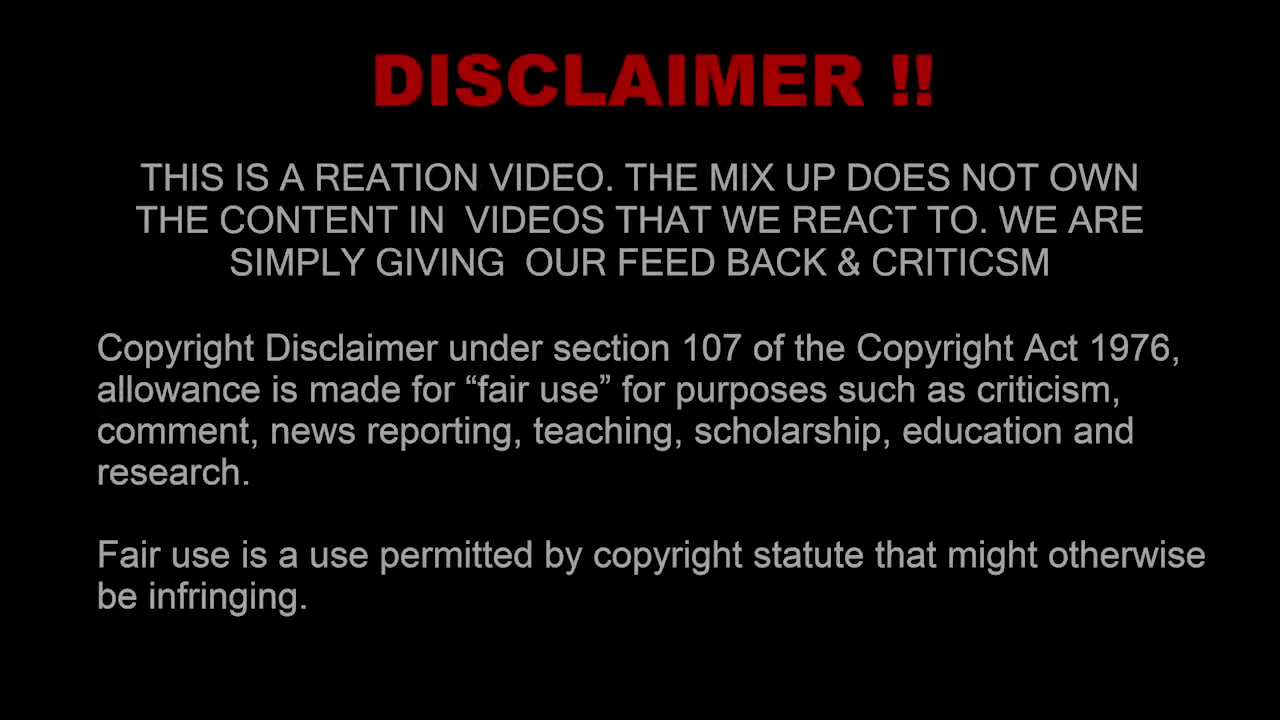 DISCLAIMER !!
THIS IS A REATION VIDEO. THE MIX UP DOES NOT OWN
THE CONTENT IN  VIDEOS THAT WE REACT TO. WE ARE
SIMPLY GIVING  OUR FEED BACK & CRITICSM
Copyright Disclaimer under section 107 of the Copyright Act 1976,
allowance is made for “fair use” for purposes such as criticism,
comment, news reporting, teaching, scholarship, education and
research.
Fair use is a use permitted by copyright statute that might otherwise
be infringing.